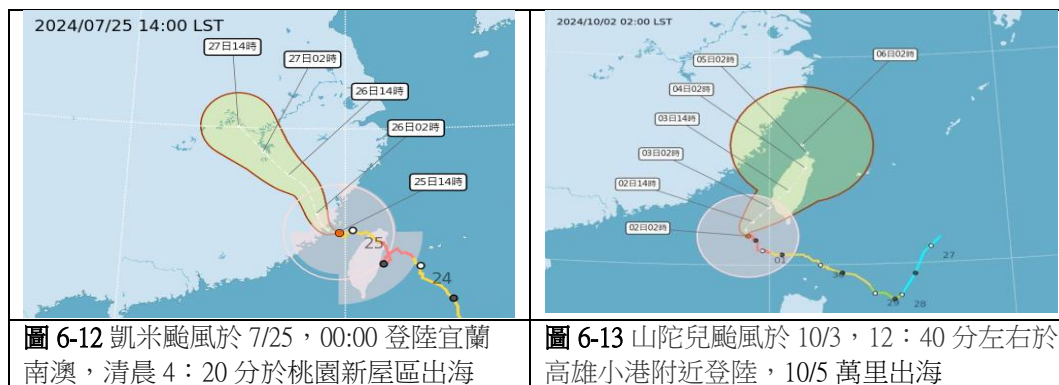 2024/07/25 14:00 LST
27日14時
27日02時
26日14時
26日02時
25日14時
25
24
圖 6-12 凱米颱風於 7/25，00:00 登陸宜蘭
南澳，清晨 4：20 分於桃園新屋區出海
2024/10/02 02:00 LST
06日02時
05日02時
04日02時
03日14時
03日02時
02日14時
02日02時
01
30
29
28
27
圖 6-13 山陀兒颱風於 10/3，12：40 分左右於
高雄小港附近登陸，10/5 萬里出海